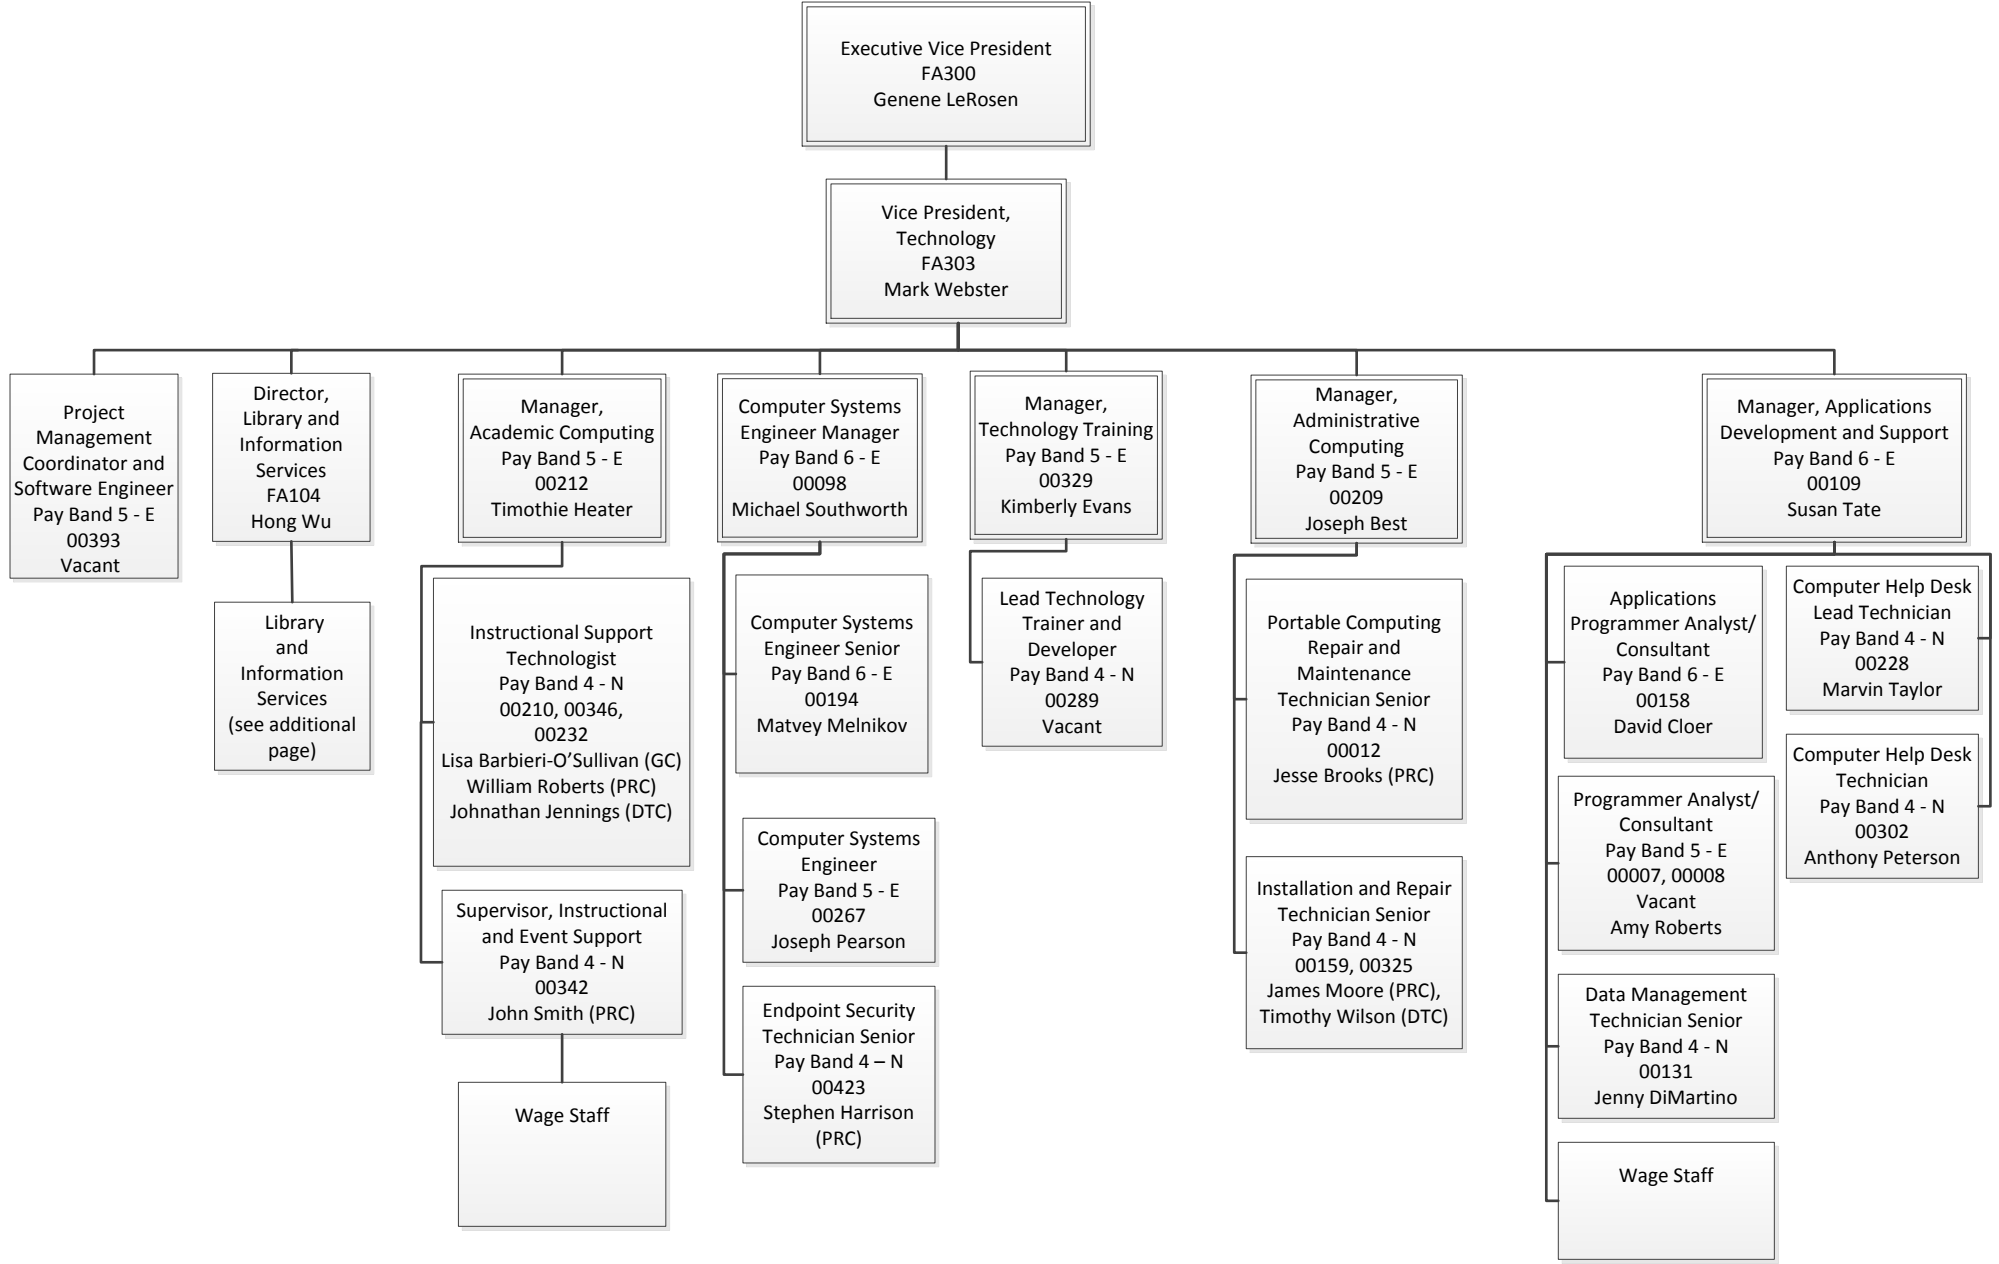 Executive Vice President
FA300
Genene LeRosen
Vice President,
Technology
FA303
Mark Webster
Project
Management
Coordinator and
Software Engineer
Pay Band 5 - E
00393
Vacant
Director,
Library and
Information
Services
FA104
Hong Wu
Library
and
Information
Services
(see additional
page)
Manager,
Academic Computing
Pay Band 5 - E
00212
Timothie Heater
Instructional Support
Technologist
Pay Band 4 - N
00210, 00346,
00232
Lisa Barbieri-O’Sullivan (GC)
William Roberts (PRC)
Johnathan Jennings (DTC)
Supervisor, Instructional
and Event Support
Pay Band 4 - N
00342
John Smith (PRC)
Wage Staff
Computer Systems
Engineer Manager
Pay Band 6 - E
00098
Michael Southworth
Computer Systems
Engineer Senior
Pay Band 6 - E
00194
Matvey Melnikov
Computer Systems
Engineer
Pay Band 5 - E
00267
Joseph Pearson
Endpoint Security
Technician Senior
Pay Band 4 – N
00423
Stephen Harrison
(PRC)
Manager,
Technology Training
Pay Band 5 - E
00329
Kimberly Evans
Lead Technology
Trainer and
Developer
Pay Band 4 - N
00289
Vacant
Manager,
Administrative
Computing
Pay Band 5 - E
00209
Joseph Best
Portable Computing
Repair and
Maintenance
Technician Senior
Pay Band 4 - N
00012
Jesse Brooks (PRC)
Installation and Repair
Technician Senior
Pay Band 4 - N
00159, 00325
James Moore (PRC),
Timothy Wilson (DTC)
Manager, Applications
Development and Support
Pay Band 6 - E
00109
Susan Tate
Applications
Programmer Analyst/
Consultant
Pay Band 6 - E
00158
David Cloer
Programmer Analyst/
Consultant
Pay Band 5 - E
00007, 00008
Vacant
Amy Roberts
Data Management
Technician Senior
Pay Band 4 - N
00131
Jenny DiMartino
Wage Staff
Computer Help Desk
Lead Technician
Pay Band 4 - N
00228
Marvin Taylor
Computer Help Desk
Technician
Pay Band 4 - N
00302
Anthony Peterson